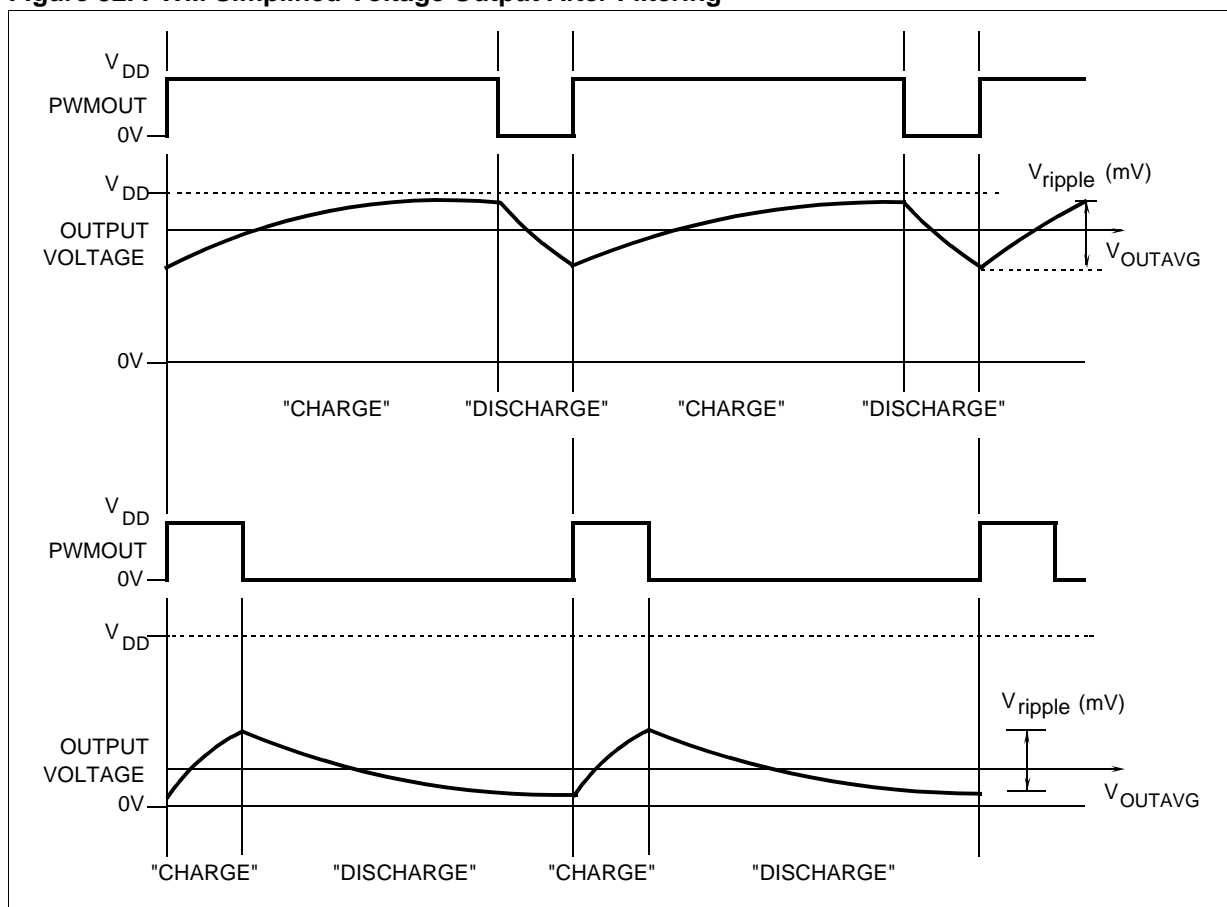 Figure 52. PWM Simplified Voltage Output After Filtering
V DD
PWMOUT
0V
V DD
V ripple (mV)
OUTPUT
VOLTAGE
V OUTAVG
0V
"CHARGE" "DISCHARGE" "CHARGE" "DISCHARGE"
V DD
PWMOUT
0V
V DD
V ripple (mV)
OUTPUT
VOLTAGE
0V
V OUTAVG
"CHARGE" "DISCHARGE" "CHARGE" "DISCHARGE"